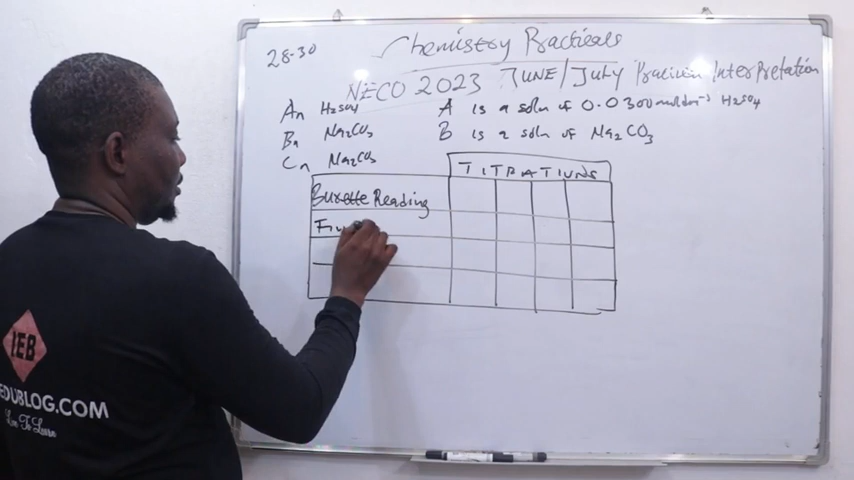 28-30
Chemistry Practicals
NECO 2023 JUNE/JULY Practical Interpretation
An H₂SO₄
Bn Na₂CO₃
Cn Na₂CO₃
A is a soln of 0.0300moldm⁻³ H₂SO₄
B is a soln of Na₂CO₃
TITRATIONS
Burette Reading
LEB
EDUBLOG.COM